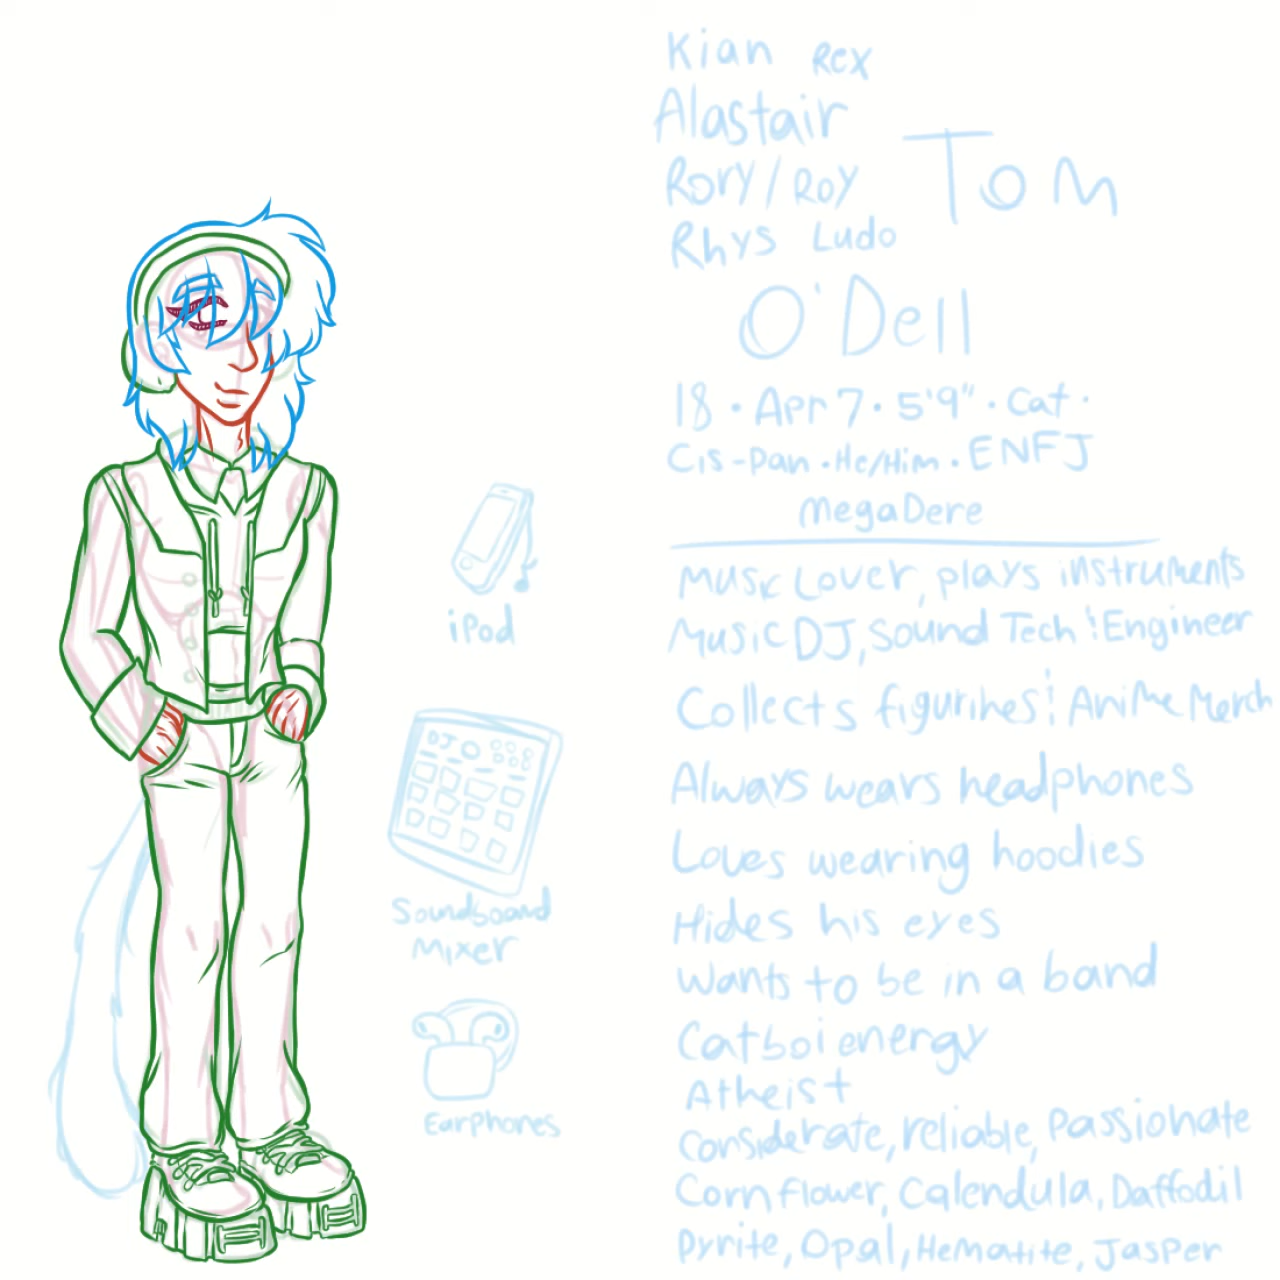 Kian Rex
Alastair
Rory/Roy
Tom
Rhys Ludo
O'Dell
18 · Apr 7 · 5'9" · Cat ·
Cis-Pan · He/Him · ENFJ
MegaDere
Music Lover, plays instruments
Music DJ, Sound Tech & Engineer
Collects figurines & Anime Merch
Always wears headphones
Loves wearing hoodies
Hides his eyes
Wants to be in a band
Catboi energy
Atheist
Considerate, reliable, Passionate
Cornflower, Calendula, Daffodil
Pyrite, Opal, Hematite, Jasper
iPod
DJ
Soundboard
Mixer
Earphones